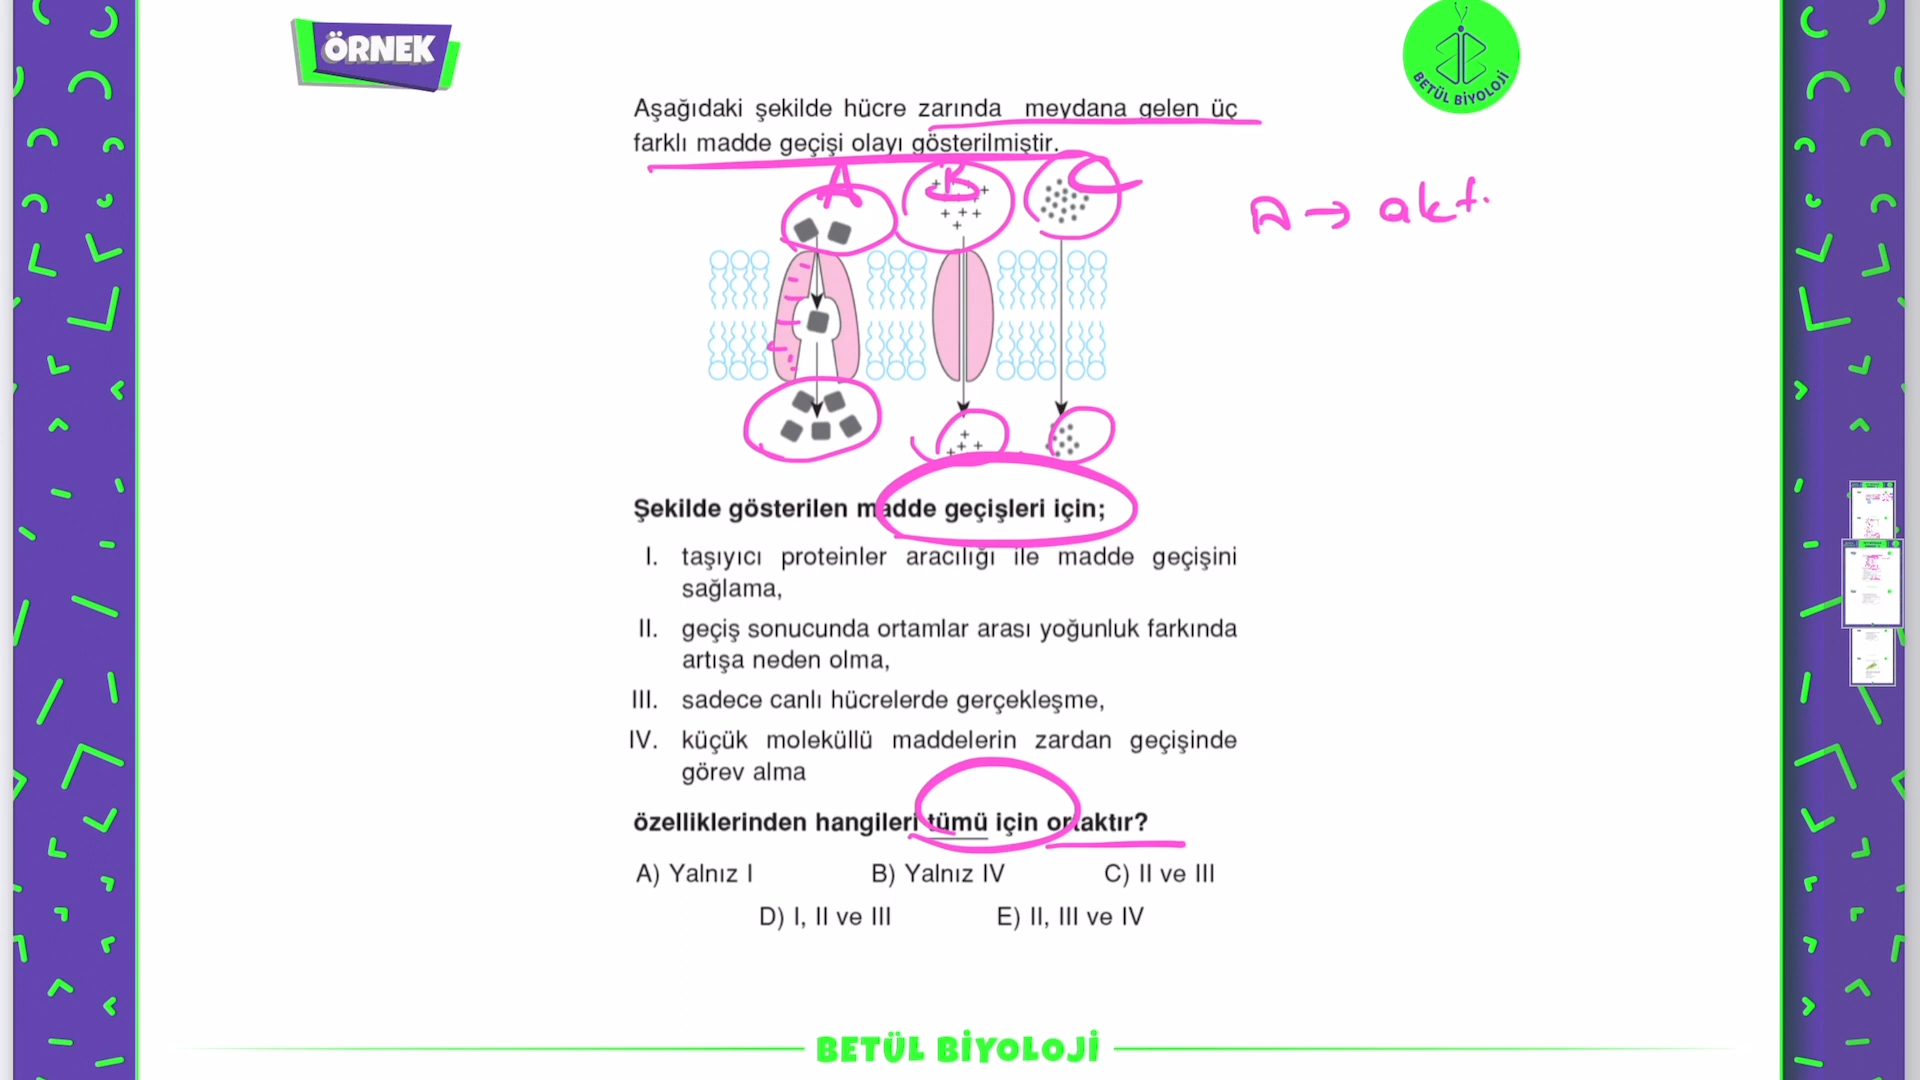 ÖRNEK
BETÜL BİYOLOJİ
Aşağıdaki şekilde hücre zarında meydana gelen üç
farklı madde geçişi olayı gösterilmiştir.
A B C
A → akt.
Şekilde gösterilen madde geçişleri için;
I. taşıyıcı proteinler aracılığı ile madde geçişini
sağlama,
II. geçiş sonucunda ortamlar arası yoğunluk farkında
artışa neden olma,
III. sadece canlı hücrelerde gerçekleşme,
IV. küçük moleküllü maddelerin zardan geçişinde
görev alma
özelliklerinden hangileri tümü için ortaktır?
A) Yalnız I B) Yalnız IV C) II ve III
D) I, II ve III E) II, III ve IV
BETÜL BİYOLOJİ